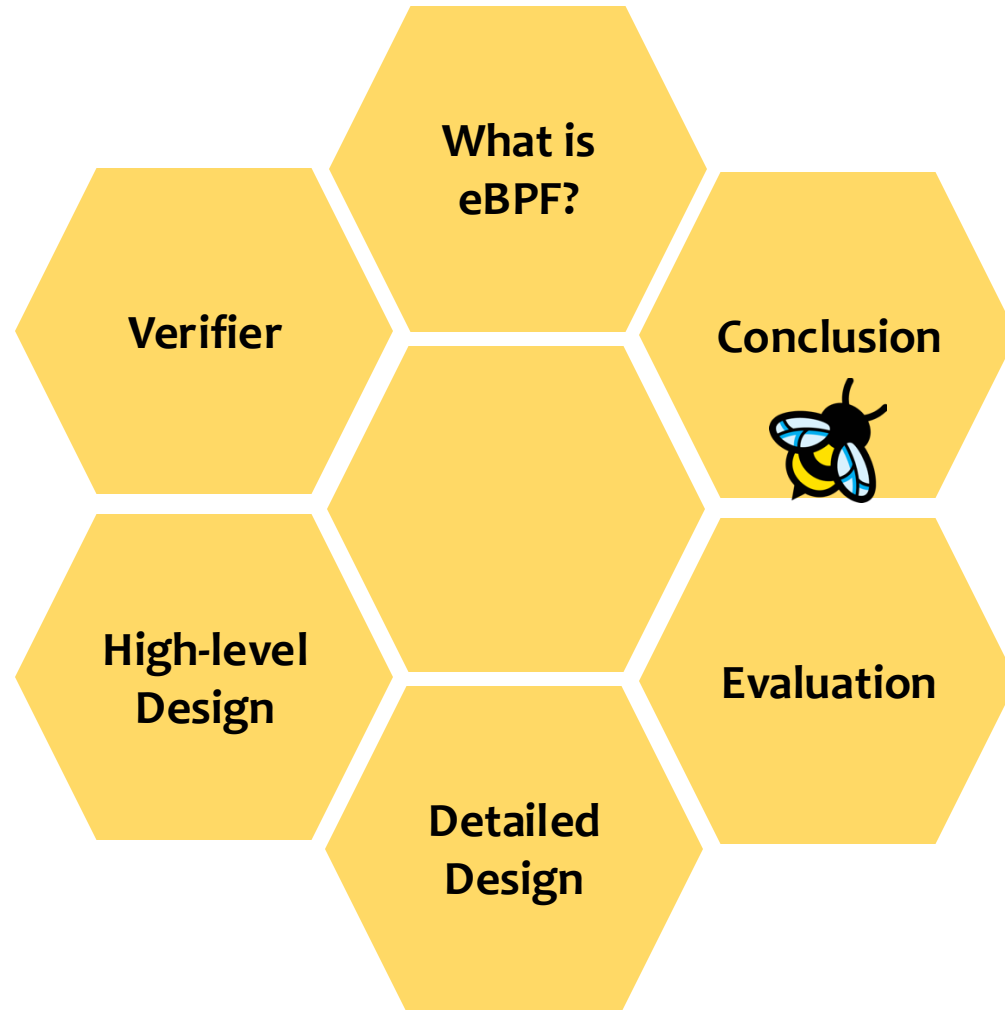 What is
eBPF?
Verifier
Conclusion
High-level
Design
Evaluation
Detailed
Design